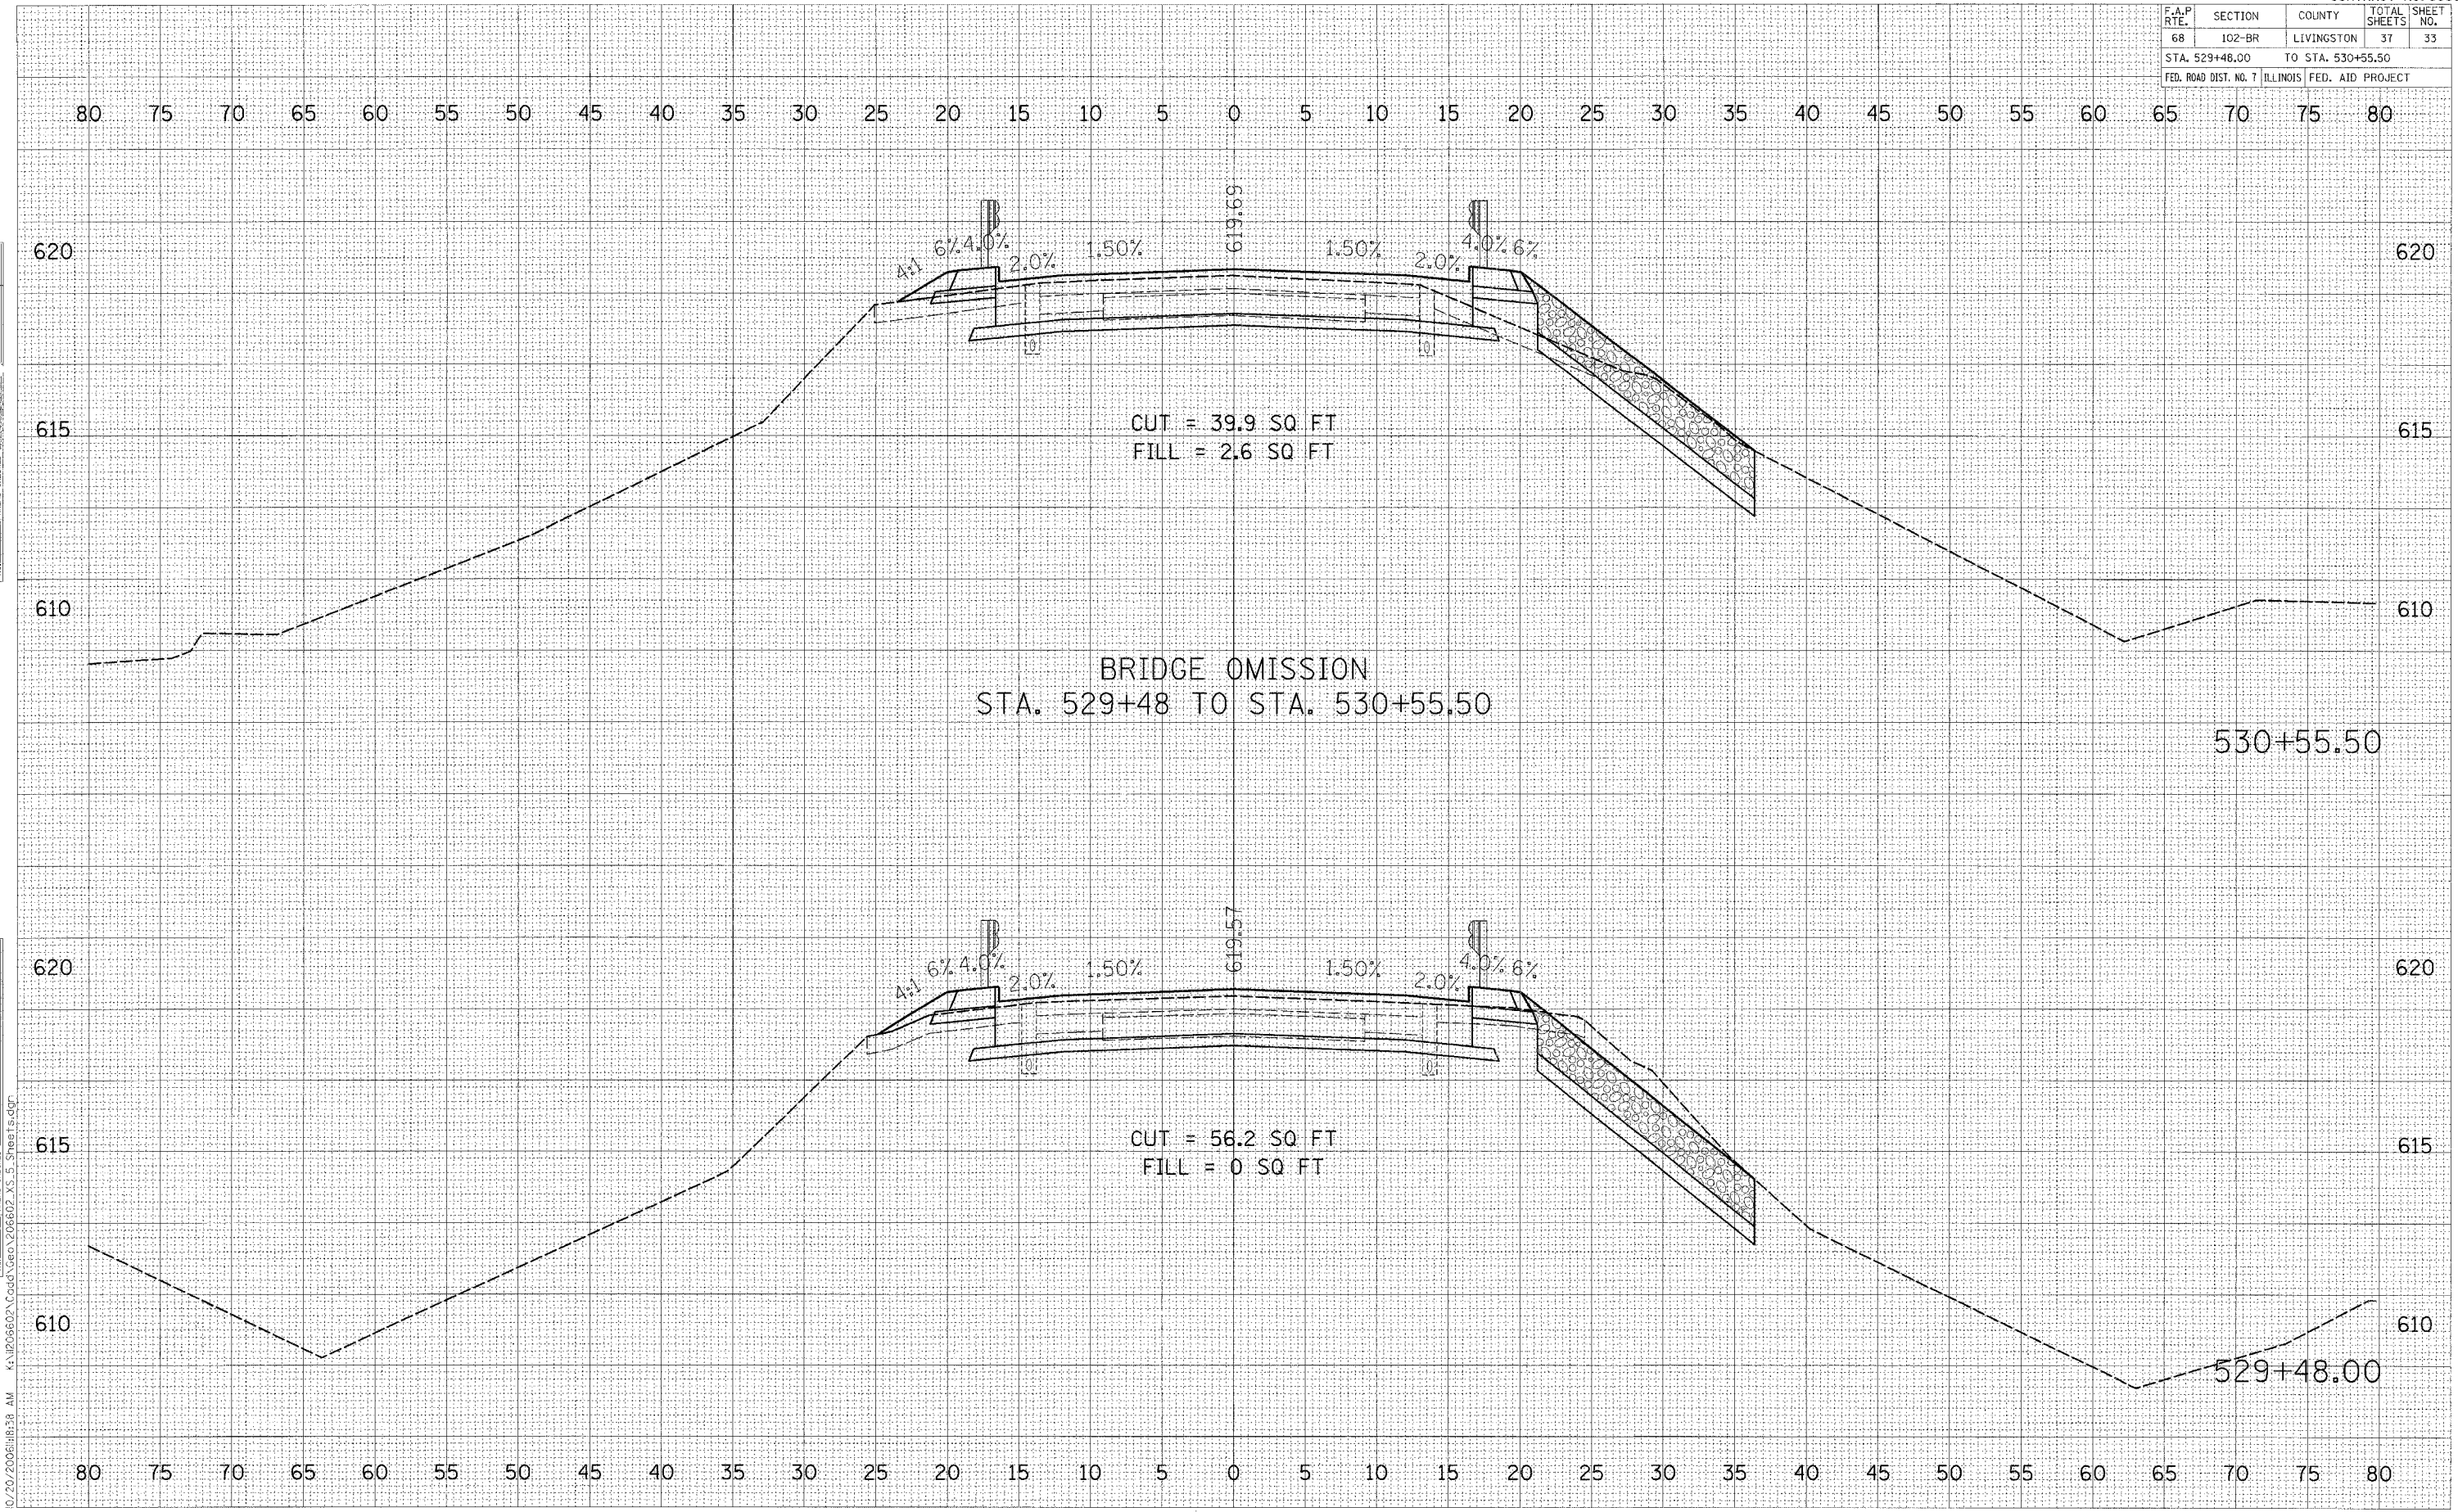 F.A.P RTE. SECTION COUNTY TOTAL SHEETS SHEET NO.
68 102-BR LIVINGSTON 37 33
STA. 529+48.00 TO STA. 530+55.50
FED. ROAD DIST. NO. 7 ILLINOIS FED. AID PROJECT
80 75 70 65 60 55 50 45 40 35 30 25 20 15 10 5 0 5 10 15 20 25 30 35 40 45 50 55 60 65 70 75 80
619.69
620 4:1 6% 4.0% 2.0% 1.50% 1.50% 2.0% 4.0% 6% 620
615 CUT = 39.9 SQ FT 615
FILL = 2.6 SQ FT
610 610
BRIDGE OMISSION
STA. 529+48 TO STA. 530+55.50
530+55.50
619.57
620 4:1 6% 4.0% 2.0% 1.50% 1.50% 2.0% 4.0% 6% 620
615 CUT = 56.2 SQ FT 615
FILL = 0 SQ FT
610 610
529+48.00
80 75 70 65 60 55 50 45 40 35 30 25 20 15 10 5 0 5 10 15 20 25 30 35 40 45 50 55 60 65 70 75 80